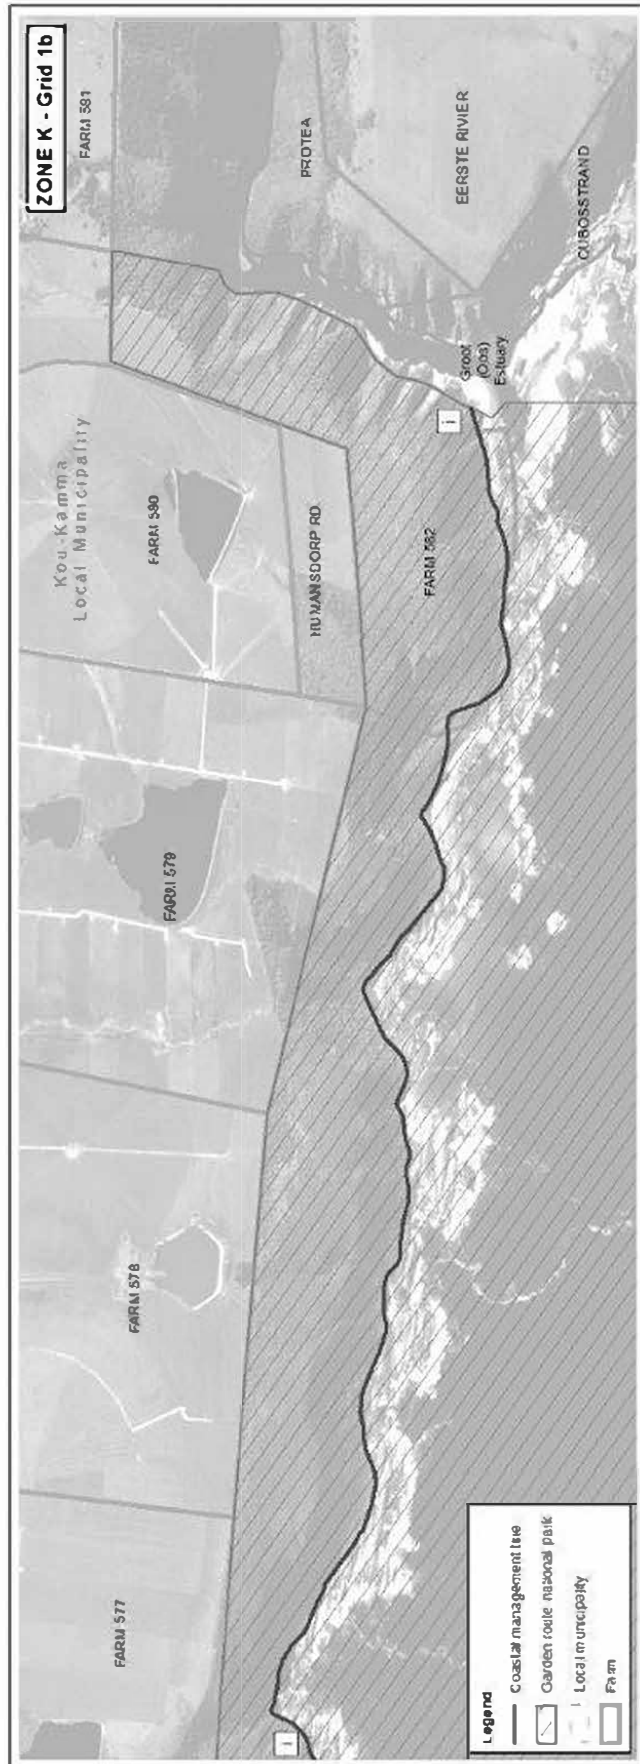 ZONE K - Grid 1b
FARM 581
PROTEA
EERSTE RIVIER
OUBOSSTRAND
Groot
(Oos)
Estuary
i
Kou-Kamma
Local Municipality
FARM 580
HUMANSDORP RD.
FARM 582
FARM 579
FARM 578
FARM 577
i
Legend
Coastal management line
Garden route national park
Local municipality
Farm